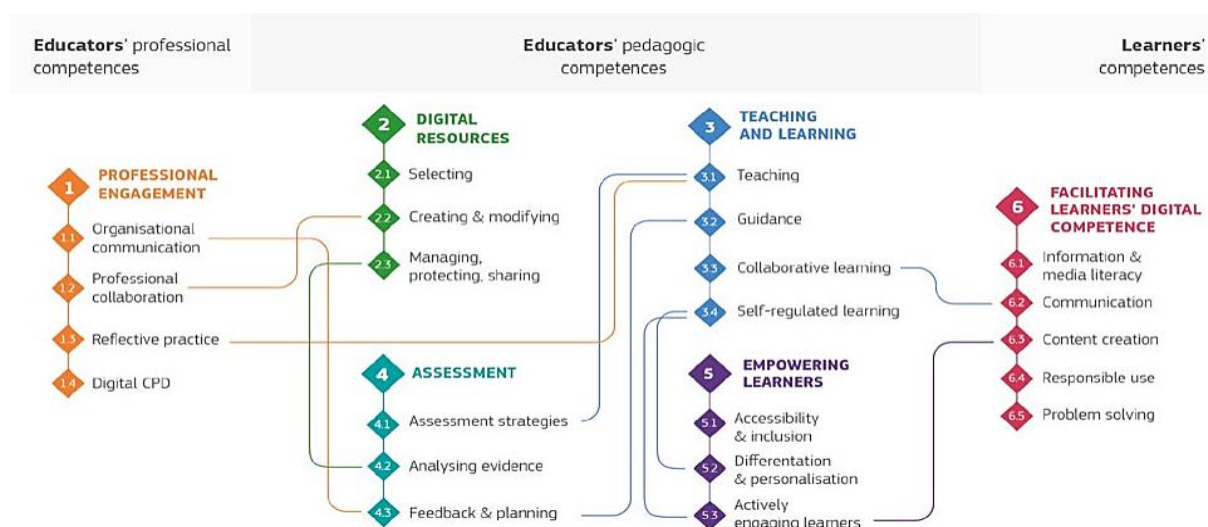 Educators' professional
competences
Educators' pedagogic
competences
Learners'
competences
1
PROFESSIONAL
ENGAGEMENT
1.1
Organisational
communication
1.2
Professional
collaboration
1.3
Reflective practice
1.4
Digital CPD
2
DIGITAL
RESOURCES
2.1
Selecting
2.2
Creating & modifying
2.3
Managing,
protecting, sharing
3
TEACHING
AND LEARNING
3.1
Teaching
3.2
Guidance
3.3
Collaborative learning
3.4
Self-regulated learning
4
ASSESSMENT
4.1
Assessment strategies
4.2
Analysing evidence
4.3
Feedback & planning
5
EMPOWERING
LEARNERS
5.1
Accessibility
& inclusion
5.2
Differentation
& personalisation
5.3
Actively
engaging learners
6
FACILITATING
LEARNERS' DIGITAL
COMPETENCE
6.1
Information &
media literacy
6.2
Communication
6.3
Content creation
6.4
Responsible use
6.5
Problem solving